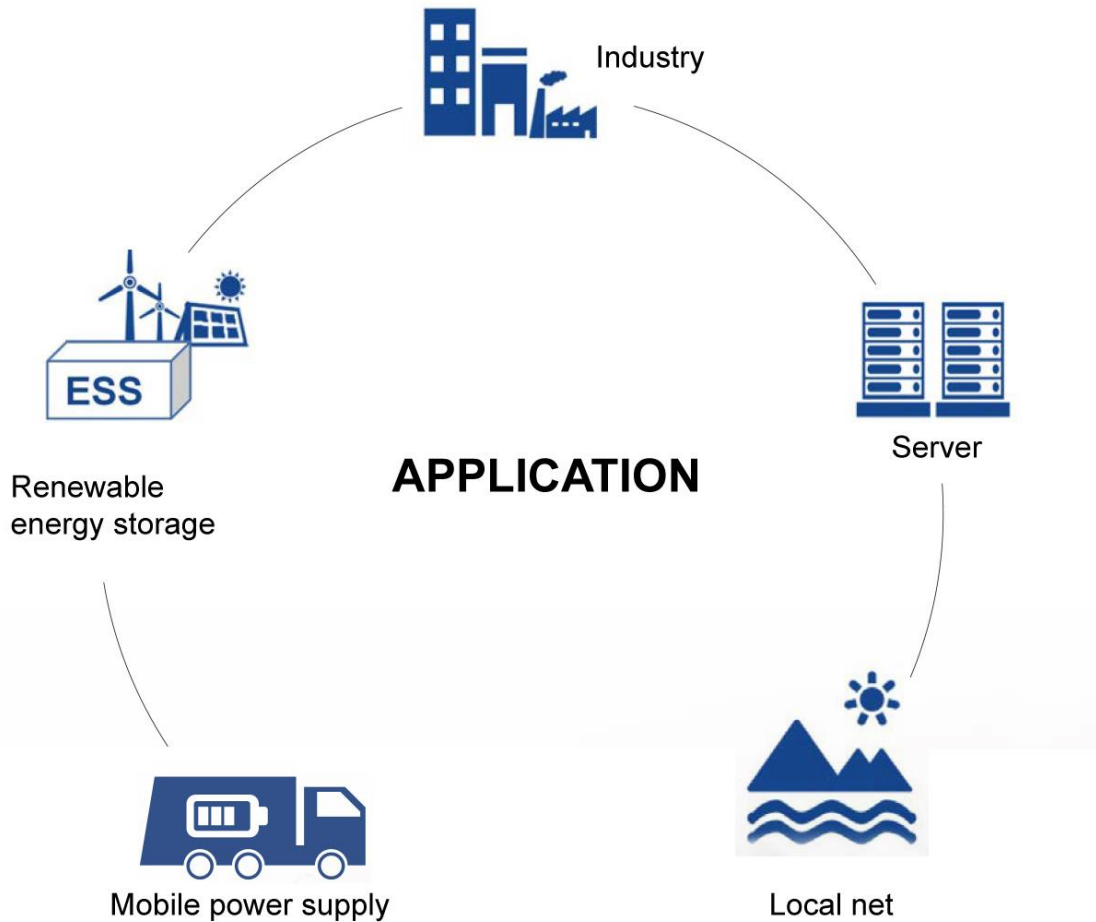 Industry
ESS
Renewable
energy storage
APPLICATION
Server
Mobile power supply
Local net